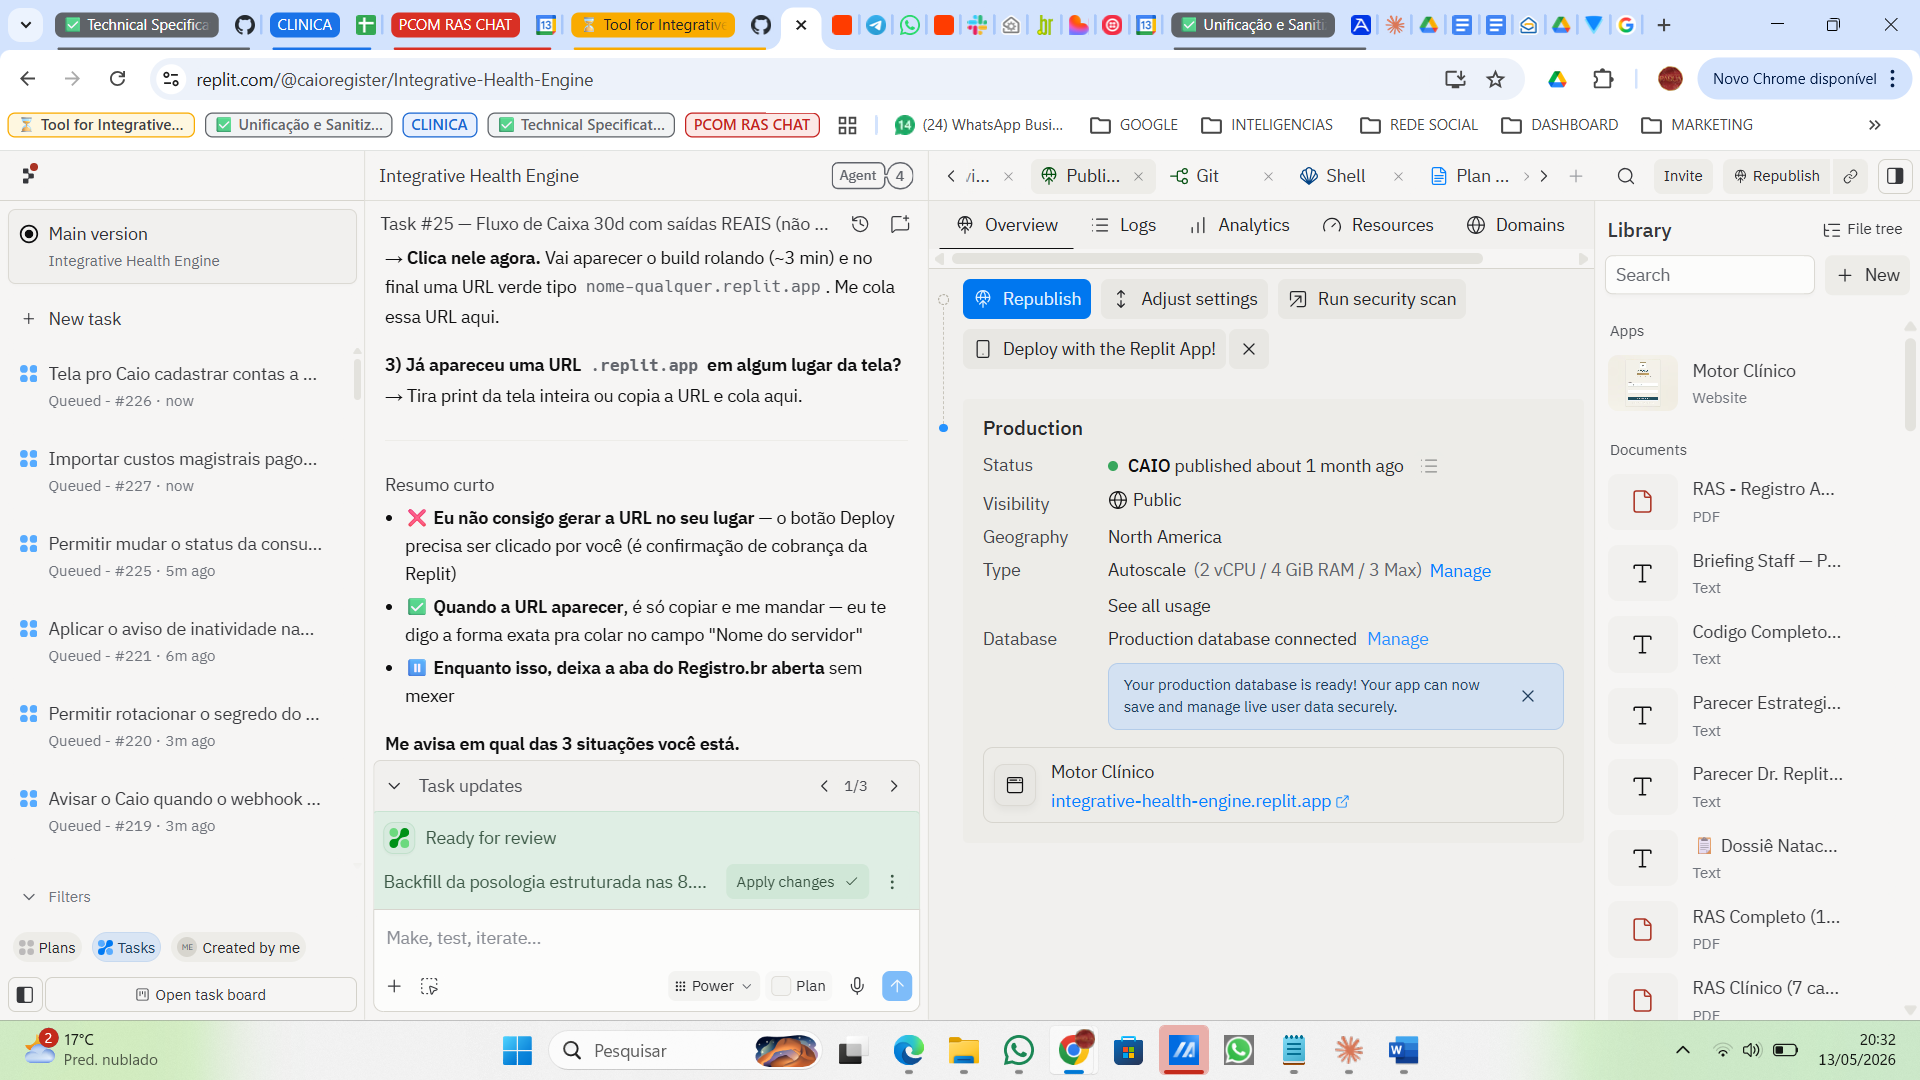 Technical Specifica
CLINICA
PCOM RAS CHAT
Tool for Integrative
Unificação e Saniti
replit.com/@caioregister/Integrative-Health-Engine
Novo Chrome disponível
Tool for Integrative...
Unificação e Sanitiz...
CLINICA
Technical Specificat...
PCOM RAS CHAT
14 (24) WhatsApp Busi...
GOOGLE
INTELIGENCIAS
REDE SOCIAL
DASHBOARD
MARKETING
Main version
Integrative Health Engine
New task
Tela pro Caio cadastrar contas a ...
Queued - #226 · now
Importar custos magistrais pago...
Queued - #227 · now
Permitir mudar o status da consu...
Queued - #225 · 5m ago
Aplicar o aviso de inatividade na...
Queued - #221 · 6m ago
Permitir rotacionar o segredo do ...
Queued - #220 · 3m ago
Avisar o Caio quando o webhook ...
Queued - #219 · 3m ago
Filters
Plans
Tasks
ME Created by me
Open task board
Integrative Health Engine
Agent 4
Task #25 — Fluxo de Caixa 30d com saídas REAIS (não ...
→ Clica nele agora. Vai aparecer o build rolando (~3 min) e no
final uma URL verde tipo nome-qualquer.replit.app . Me cola
essa URL aqui.
3) Já apareceu uma URL .replit.app em algum lugar da tela?
→ Tira print da tela inteira ou copia a URL e cola aqui.
Resumo curto
• ❌ Eu não consigo gerar a URL no seu lugar — o botão Deploy
precisa ser clicado por você (é confirmação de cobrança da
Replit)
• ✅ Quando a URL aparecer, é só copiar e me mandar — eu te
digo a forma exata pra colar no campo "Nome do servidor"
• ⏸ Enquanto isso, deixa a aba do Registro.br aberta sem
mexer
Me avisa em qual das 3 situações você está.
Task updates
1/3
Ready for review
Backfill da posologia estruturada nas 8....
Apply changes
Make, test, iterate...
Power
Plan
/i...
Publi...
Git
Shell
Plan ...
Invite
Republish
Overview
Logs
Analytics
Resources
Domains
Republish
Adjust settings
Run security scan
Deploy with the Replit App!
Production
Status
CAIO published about 1 month ago
Visibility
Public
Geography
North America
Type
Autoscale (2 vCPU / 4 GiB RAM / 3 Max) Manage
See all usage
Database
Production database connected Manage
Your production database is ready! Your app can now
save and manage live user data securely.
Motor Clínico
integrative-health-engine.replit.app
Library
File tree
Search
New
Apps
Motor Clínico
Website
Documents
RAS - Registro A...
PDF
Briefing Staff — P...
Text
Codigo Completo...
Text
Parecer Estrategi...
Text
Parecer Dr. Replit...
Text
📋 Dossiê Natac...
Text
RAS Completo (1...
PDF
RAS Clínico (7 ca...
PDF
2
17°C
Pred. nublado
Pesquisar
20:32
13/05/2026